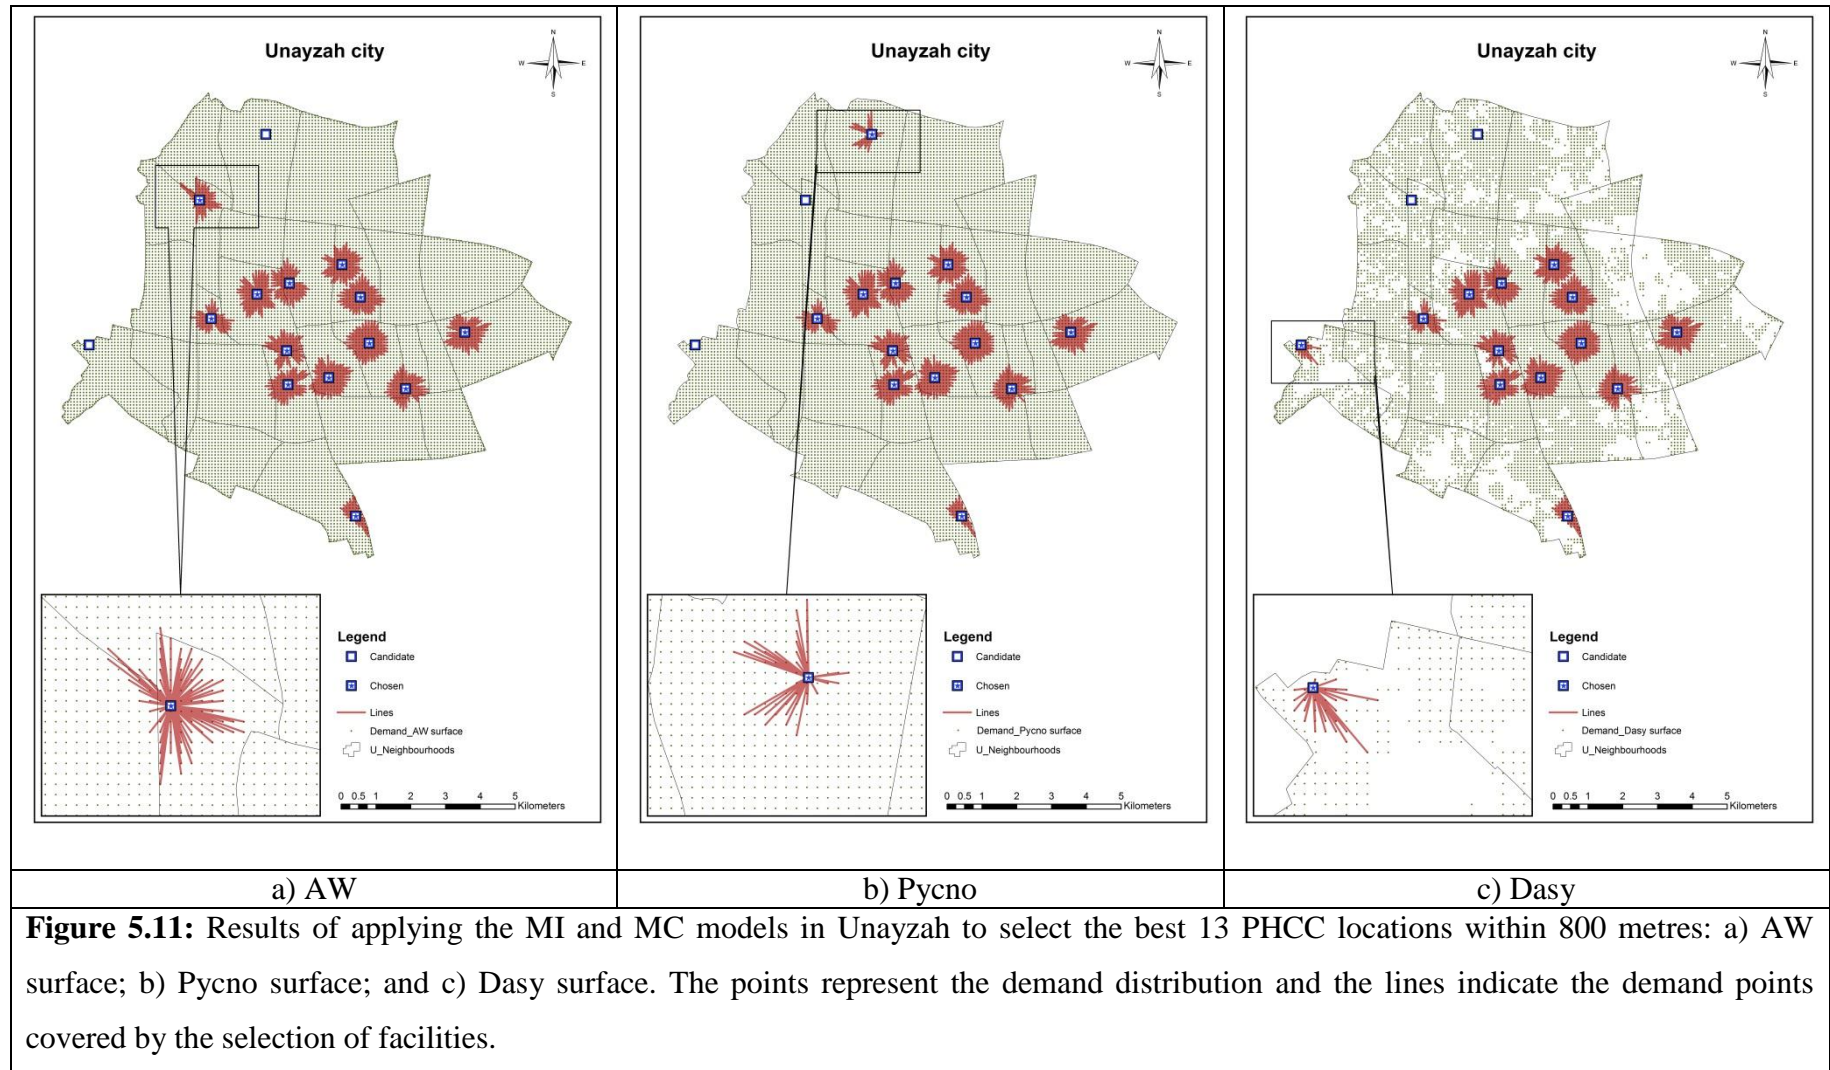 Unayzah city
N
W
E
S
Legend
Candidate
Chosen
Lines
Demand_AW surface
U_Neighbourhoods
0 0.5 1 2 3 4 5
Kilometers
Unayzah city
N
W
E
S
Legend
Candidate
Chosen
Lines
Demand_Pycno surface
U_Neighbourhoods
0 0.5 1 2 3 4 5
Kilometers
Unayzah city
N
W
E
S
Legend
Candidate
Chosen
Lines
Demand_Dasy surface
U_Neighbourhoods
0 0.5 1 2 3 4 5
Kilometers
a) AW
b) Pycno
c) Dasy
Figure 5.11: Results of applying the MI and MC models in Unayzah to select the best 13 PHCC locations within 800 metres: a) AW
surface; b) Pycno surface; and c) Dasy surface. The points represent the demand distribution and the lines indicate the demand points
covered by the selection of facilities.